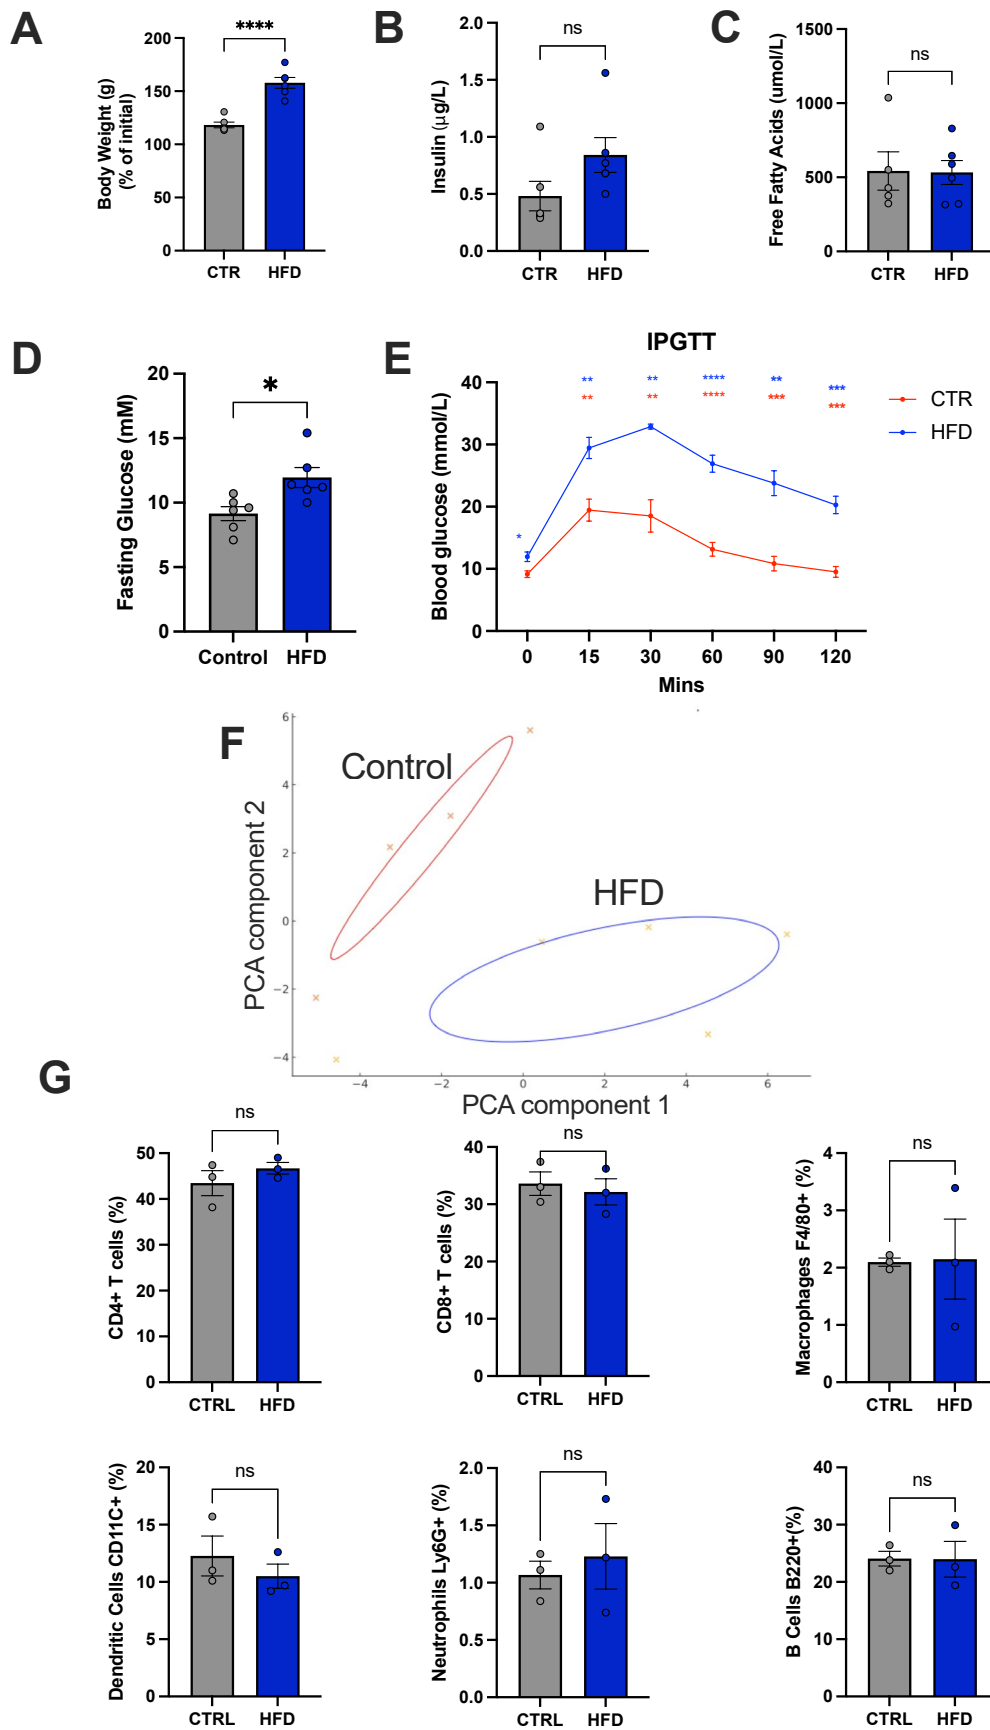 A
****
Body Weight (g)
(% of initial)
200
150
100
50
0
CTR HFD
B
ns
Insulin (μg/L)
2.0
1.5
1.0
0.5
0.0
CTR HFD
C
ns
Free Fatty Acids (umol/L)
1500
1000
500
0
CTR HFD
D
*
Fasting Glucose (mM)
20
15
10
5
0
Control HFD
E
IPGTT
Blood glucose (mmol/L)
40
30
20
10
0
* ** ** **** ** ***
** ** **** *** ***
0 15 30 60 90 120
Mins
CTR
HFD
F
Control
HFD
PCA component 2
6
4
2
0
−2
−4
−4 −2 0 2 4 6
PCA component 1
G
ns
CD4+ T cells (%)
50
40
30
20
10
0
CTRL HFD
ns
CD8+ T cells (%)
40
30
20
10
0
CTRL HFD
ns
Macrophages F4/80+ (%)
4
3
2
1
0
CTRL HFD
ns
Dendritic Cells CD11C+ (%)
20
15
10
5
0
CTRL HFD
ns
Neutrophils Ly6G+ (%)
2.0
1.5
1.0
0.5
0.0
CTRL HFD
ns
B Cells B220+(%)
40
30
20
10
0
CTRL HFD